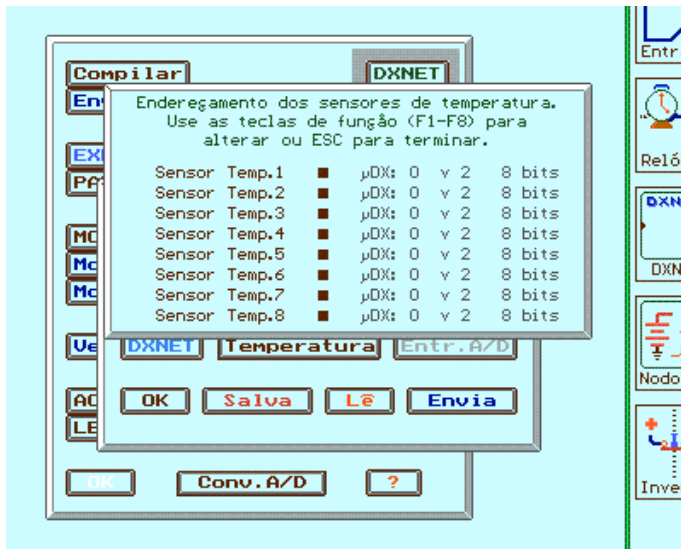 Compilar
DXNET
Endereçamento dos sensores de temperatura.
Use as teclas de função (F1-F8) para
alterar ou ESC para terminar.
Sensor Temp.1 ■ µDX: 0 v 2 8 bits
Sensor Temp.2 ■ µDX: 0 v 2 8 bits
Sensor Temp.3 ■ µDX: 0 v 2 8 bits
Sensor Temp.4 ■ µDX: 0 v 2 8 bits
Sensor Temp.5 ■ µDX: 0 v 2 8 bits
Sensor Temp.6 ■ µDX: 0 v 2 8 bits
Sensor Temp.7 ■ µDX: 0 v 2 8 bits
Sensor Temp.8 ■ µDX: 0 v 2 8 bits
Ve
DXNET Temperatura Entr.A/D
AC
OK Salva Lê Envia
LE
OK Conv.A/D ?
Entr
Reló
DXN
DXN
Nodo
Inve